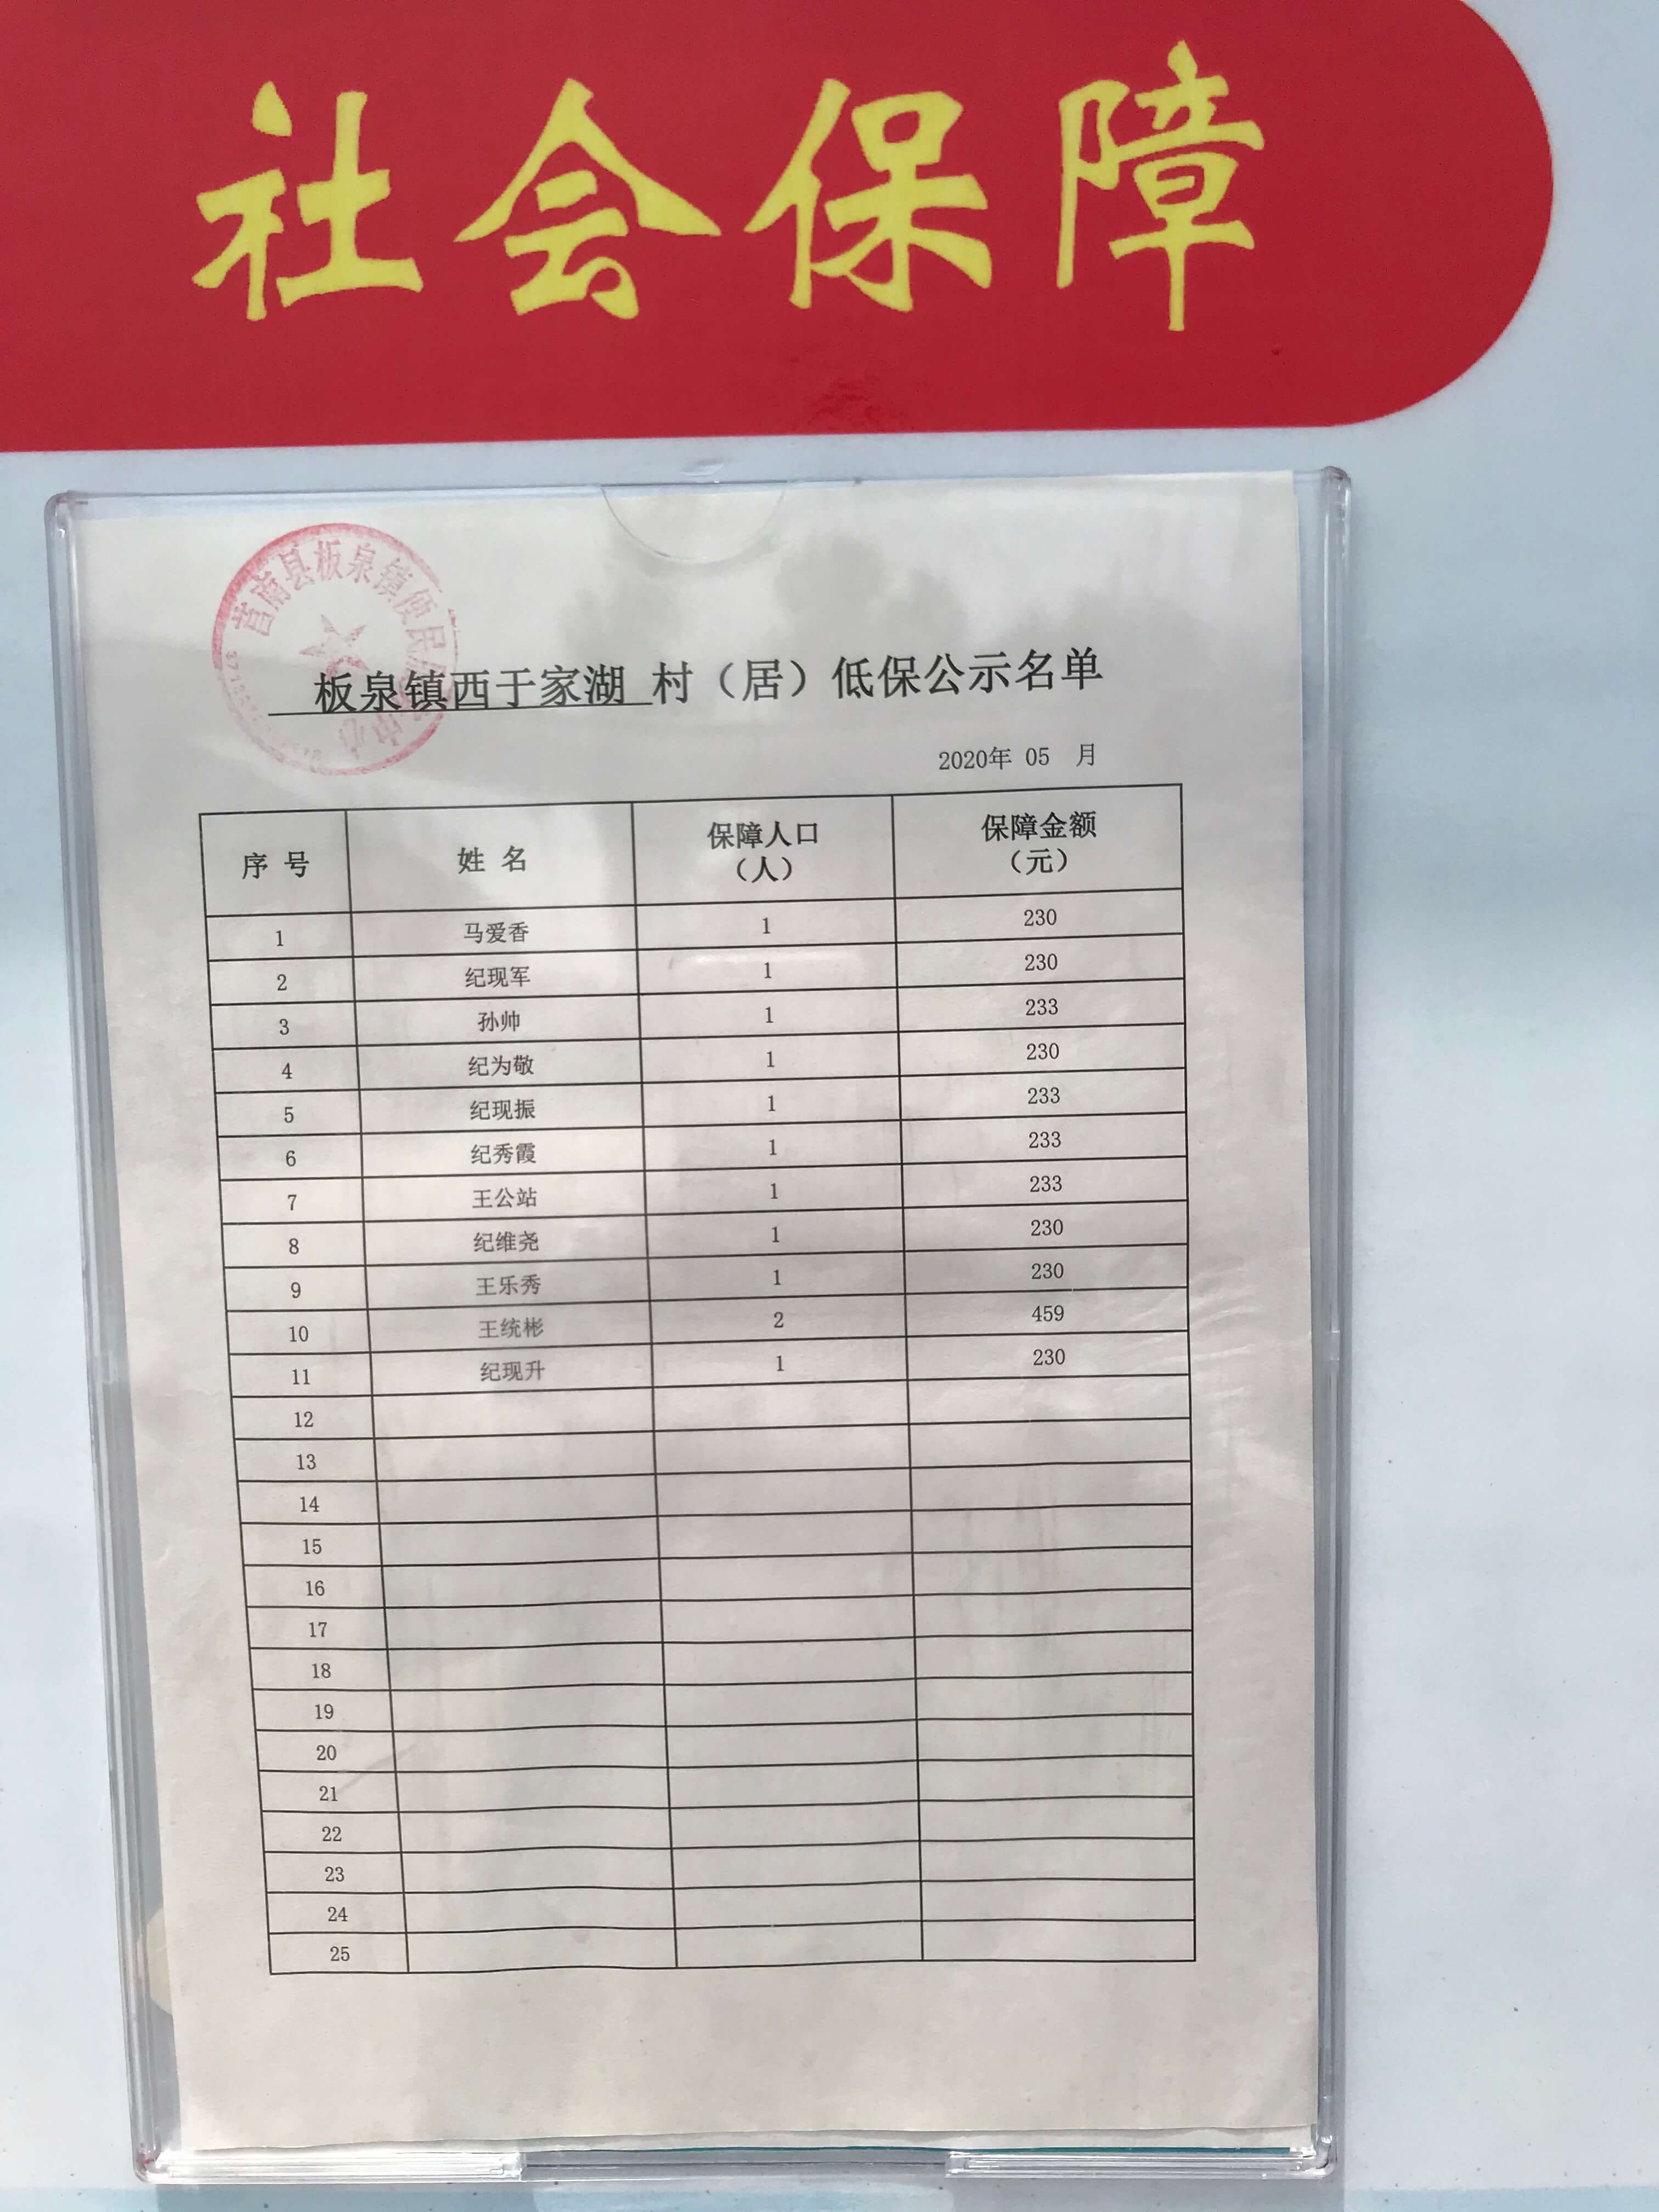 社会保障
莒南县板泉镇便民服务中心
板泉镇西于家湖 村（居）低保公示名单
2020年 05 月
序号 姓名 保障人口（人） 保障金额（元）
1 马爱香 1 230
2 纪现军 1 230
3 孙帅 1 233
4 纪为敬 1 230
5 纪现振 1 233
6 纪秀霞 1 233
7 王公站 1 233
8 纪维尧 1 230
9 王乐秀 1 230
10 王统彬 2 459
11 纪现升 1 230
12
13
14
15
16
17
18
19
20
21
22
23
24
25